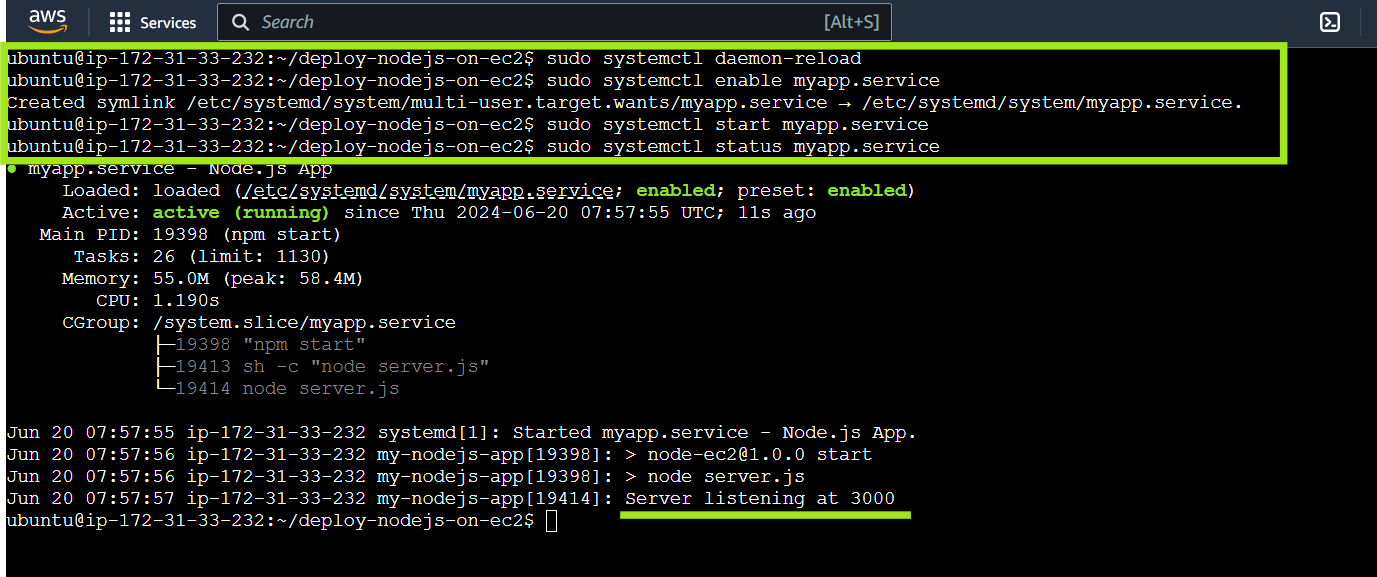 aws
Services
Search
[Alt+S]
ubuntu@ip-172-31-33-232:~/deploy-nodejs-on-ec2$ sudo systemctl daemon-reload
ubuntu@ip-172-31-33-232:~/deploy-nodejs-on-ec2$ sudo systemctl enable myapp.service
Created symlink /etc/systemd/system/multi-user.target.wants/myapp.service → /etc/systemd/system/myapp.service.
ubuntu@ip-172-31-33-232:~/deploy-nodejs-on-ec2$ sudo systemctl start myapp.service
ubuntu@ip-172-31-33-232:~/deploy-nodejs-on-ec2$ sudo systemctl status myapp.service
● myapp.service - Node.js App
Loaded: loaded (/etc/systemd/system/myapp.service; enabled; preset: enabled)
Active: active (running) since Thu 2024-06-20 07:57:55 UTC; 11s ago
Main PID: 19398 (npm start)
Tasks: 26 (limit: 1130)
Memory: 55.0M (peak: 58.4M)
CPU: 1.190s
CGroup: /system.slice/myapp.service
├─19398 "npm start"
├─19413 sh -c "node server.js"
└─19414 node server.js
Jun 20 07:57:55 ip-172-31-33-232 systemd[1]: Started myapp.service - Node.js App.
Jun 20 07:57:56 ip-172-31-33-232 my-nodejs-app[19398]: > node-ec2@1.0.0 start
Jun 20 07:57:56 ip-172-31-33-232 my-nodejs-app[19398]: > node server.js
Jun 20 07:57:57 ip-172-31-33-232 my-nodejs-app[19414]: Server listening at 3000
ubuntu@ip-172-31-33-232:~/deploy-nodejs-on-ec2$